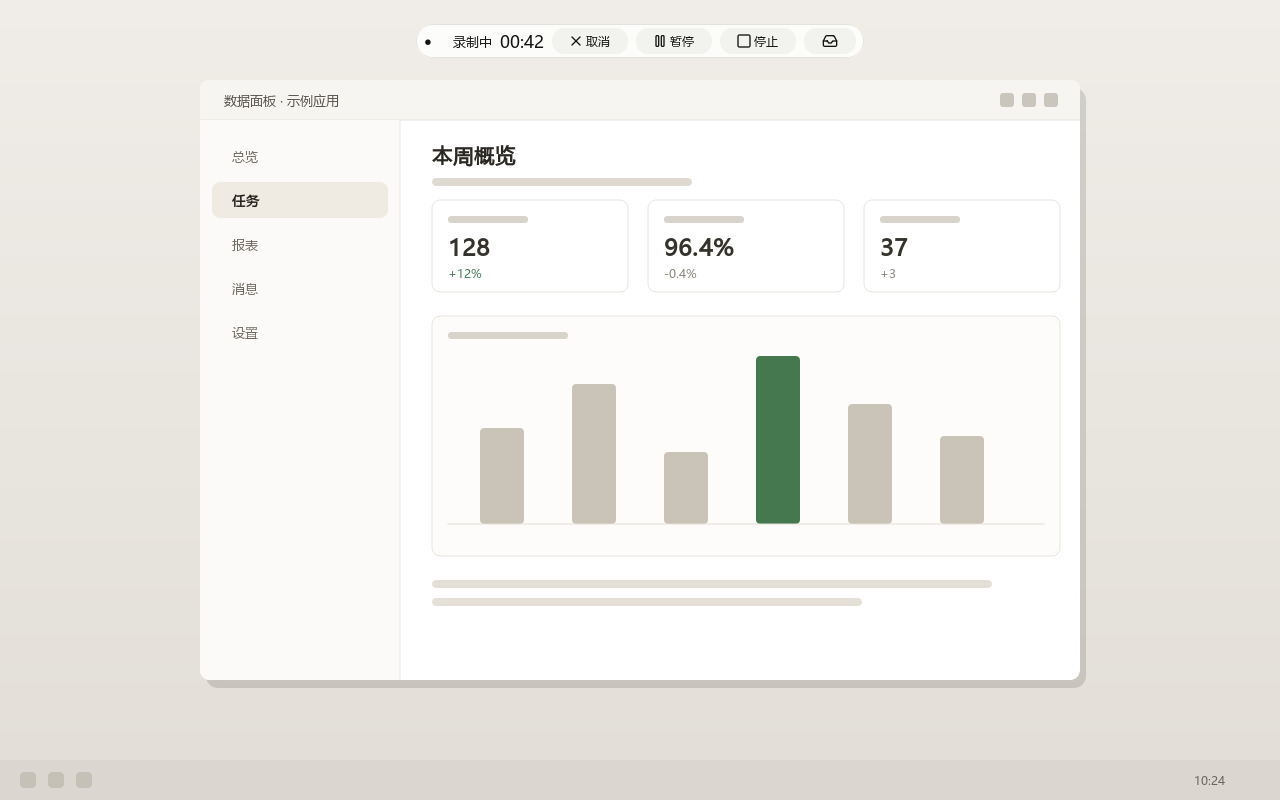 录制中 00:42 取消 暂停 停止
数据面板 · 示例应用
总览
任务
报表
消息
设置
本周概览
128
+12%
96.4%
-0.4%
37
+3
10:24